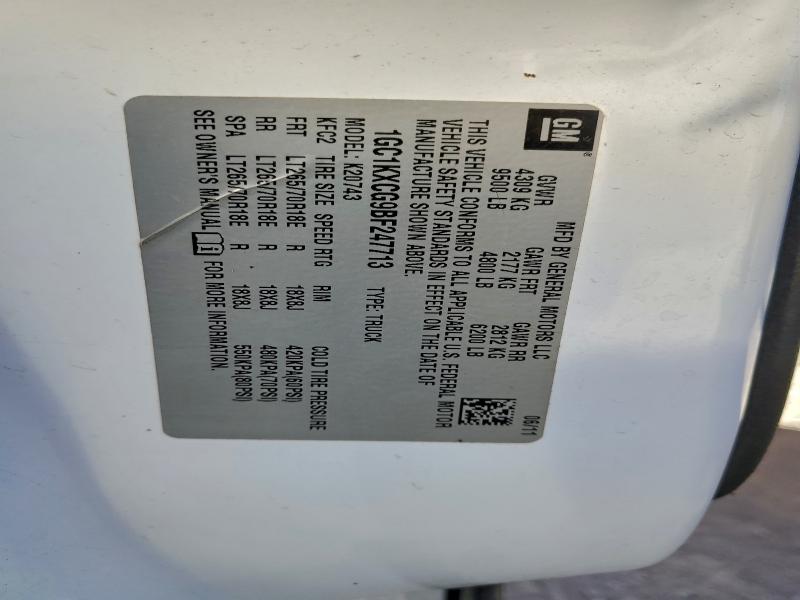 GM
MFD BY GENERAL MOTORS LLC 06/11
GVWR GAWR FRT GAWR RR
4309 KG 2177 KG 2812 KG
9500 LB 4800 LB 6200 LB
THIS VEHICLE CONFORMS TO ALL APPLICABLE U.S. FEDERAL MOTOR
VEHICLE SAFETY STANDARDS IN EFFECT ON THE DATE OF
MANUFACTURE SHOWN ABOVE.
1GC1KXCG9BF247713 TYPE: TRUCK
MODEL: K20743
KFC2 TIRE SIZE SPEED RTG RIM COLD TIRE PRESSURE
FRT LT265/70R18E R 18X8J 420KPA(60PSI)
RR LT265/70R18E R 18X8J 480KPA(70PSI)
SPA LT265/70R18E R 18X8J 550KPA(80PSI)
SEE OWNER'S MANUAL FOR MORE INFORMATION.